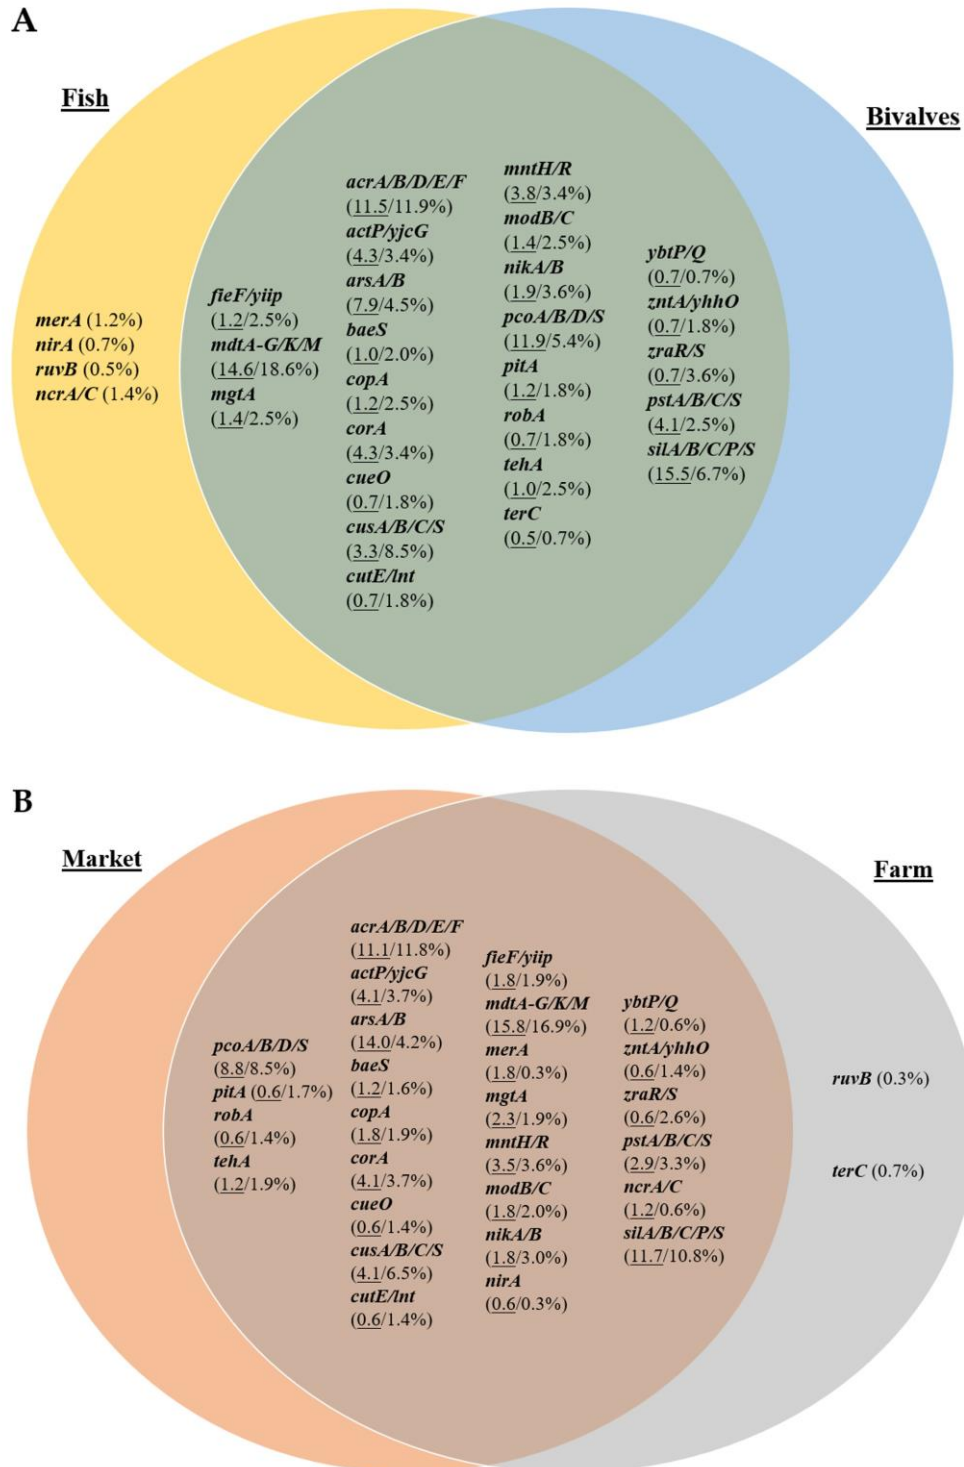 A
Fish
Bivalves
merA (1.2%)
nirA (0.7%)
ruvB (0.5%)
ncrA/C (1.4%)
fieF/yiip
(1.2/2.5%)
mdtA-G/K/M
(14.6/18.6%)
mgtA
(1.4/2.5%)
acrA/B/D/E/F
(11.5/11.9%)
actP/yjcG
(4.3/3.4%)
arsA/B
(7.9/4.5%)
baeS
(1.0/2.0%)
copA
(1.2/2.5%)
corA
(4.3/3.4%)
cueO
(0.7/1.8%)
cusA/B/C/S
(3.3/8.5%)
cutE/lnt
(0.7/1.8%)
mntH/R
(3.8/3.4%)
modB/C
(1.4/2.5%)
nikA/B
(1.9/3.6%)
pcoA/B/D/S
(11.9/5.4%)
pitA
(1.2/1.8%)
robA
(0.7/1.8%)
tehA
(1.0/2.5%)
terC
(0.5/0.7%)
ybtP/Q
(0.7/0.7%)
zntA/yhhO
(0.7/1.8%)
zraR/S
(0.7/3.6%)
pstA/B/C/S
(4.1/2.5%)
silA/B/C/P/S
(15.5/6.7%)
B
Market
Farm
pcoA/B/D/S
(8.8/8.5%)
pitA (0.6/1.7%)
robA
(0.6/1.4%)
tehA
(1.2/1.9%)
acrA/B/D/E/F
(11.1/11.8%)
actP/yjcG
(4.1/3.7%)
arsA/B
(14.0/4.2%)
baeS
(1.2/1.6%)
copA
(1.8/1.9%)
corA
(4.1/3.7%)
cueO
(0.6/1.4%)
cusA/B/C/S
(4.1/6.5%)
cutE/lnt
(0.6/1.4%)
fieF/yiip
(1.8/1.9%)
mdtA-G/K/M
(15.8/16.9%)
merA
(1.8/0.3%)
mgtA
(2.3/1.9%)
mntH/R
(3.5/3.6%)
modB/C
(1.8/2.0%)
nikA/B
(1.8/3.0%)
nirA
(0.6/0.3%)
ybtP/Q
(1.2/0.6%)
zntA/yhhO
(0.6/1.4%)
zraR/S
(0.6/2.6%)
pstA/B/C/S
(2.9/3.3%)
ncrA/C
(1.2/0.6%)
silA/B/C/P/S
(11.7/10.8%)
ruvB (0.3%)
terC (0.7%)